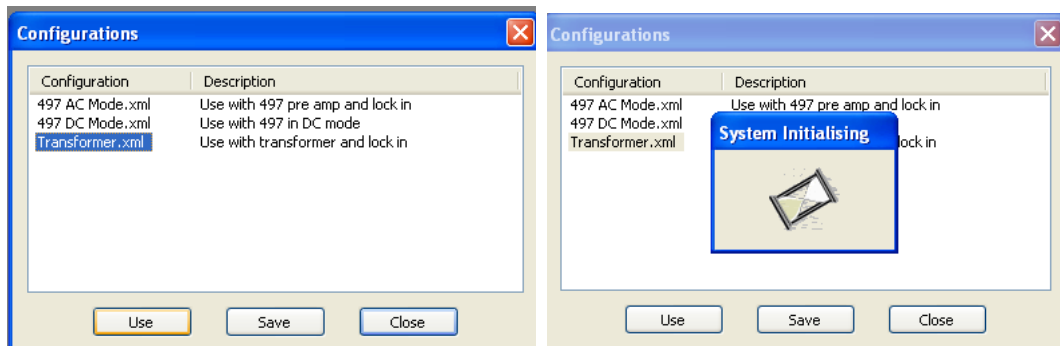 Configurations
Configuration Description
497 AC Mode.xml Use with 497 pre amp and lock in
497 DC Mode.xml Use with 497 in DC mode
Transformer.xml Use with transformer and lock in
Use Save Close
Configurations
Configuration Description
497 AC Mode.xml Use with 497 pre amp and lock in
497 DC Mode.xml
Transformer.xml lock in
System Initialising
Use Save Close